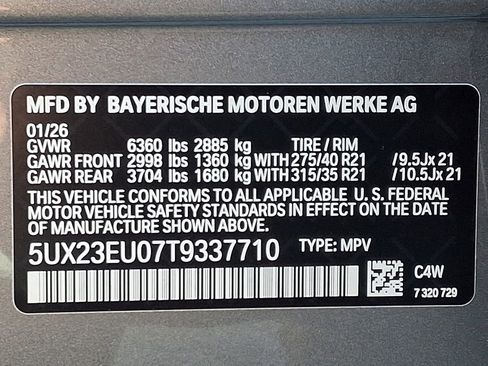 MFD BY BAYERISCHE MOTOREN WERKE AG
01/26
GVWR 6360 lbs 2885 kg TIRE / RIM
GAWR FRONT 2998 lbs 1360 kg WITH 275/40 R21 /9.5Jx 21
GAWR REAR 3704 lbs 1680 kg WITH 315/35 R21 /10.5Jx 21
THIS VEHICLE CONFORMS TO ALL APPLICABLE U. S. FEDERAL
MOTOR VEHICLE SAFETY STANDARDS IN EFFECT ON THE DATE
OF MANUFACTURE SHOWN ABOVE.
5UX23EU07T9337710 TYPE: MPV
C4W
7 320 729